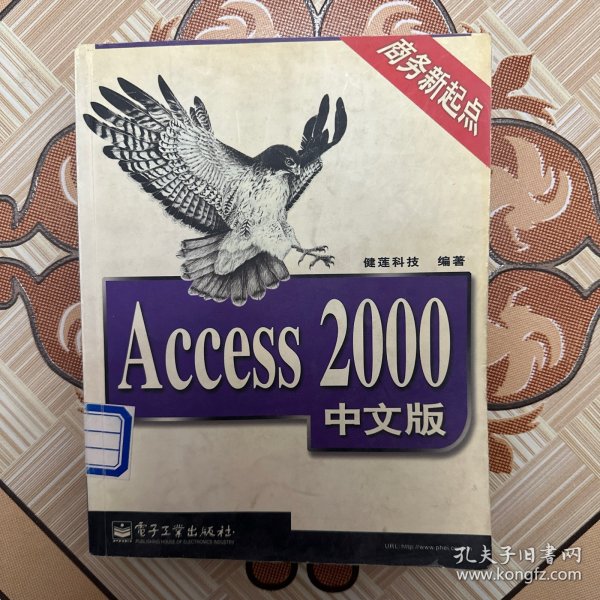 商务新起点
健莲科技 编著
Access 2000
中文版
電子工業出版社
PUBLISHING HOUSE OF ELECTRONICS INDUSTRY
URL: http://www.phei.co
孔夫子旧书网
www.kongfz.com